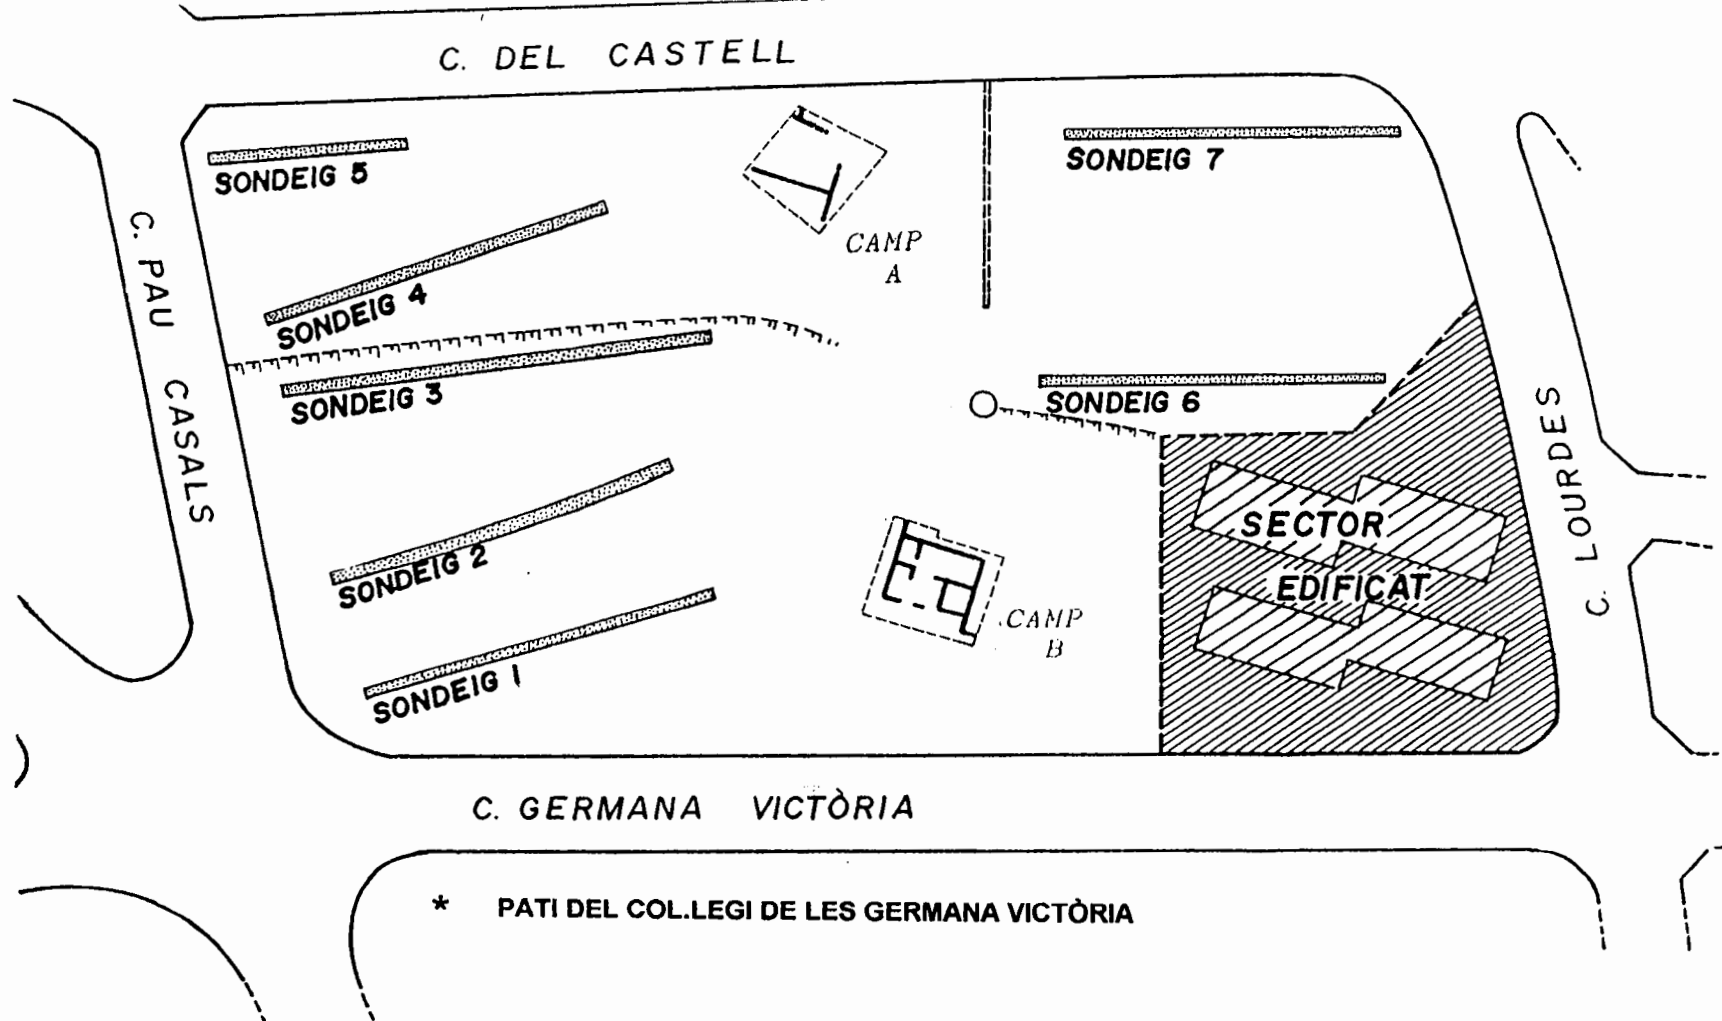 C. DEL CASTELL
SONDEIG 5
SONDEIG 7
C. PAU CASALS
CAMP
A
SONDEIG 4
SONDEIG 3
SONDEIG 6
C. LOURDES
SONDEIG 2
SECTOR
EDIFICAT
CAMP
B
SONDEIG 1
C. GERMANA VICTÒRIA
* PATI DEL COL.LEGI DE LES GERMANA VICTÒRIA